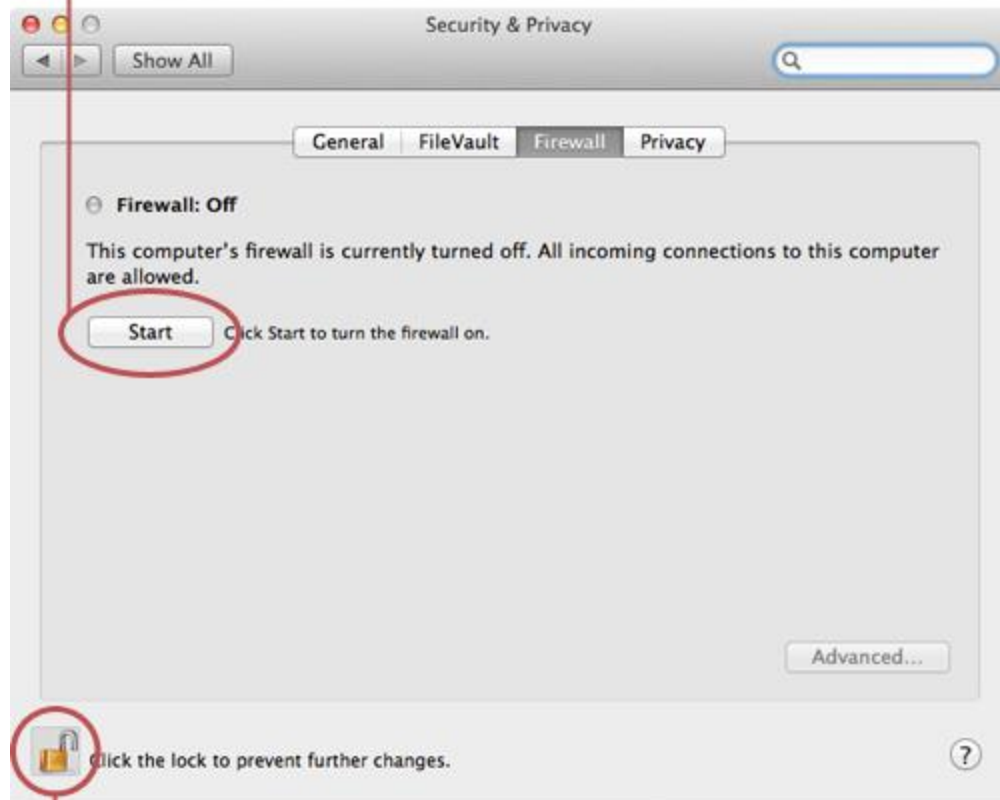 Security & Privacy
Show All
General FileVault Firewall Privacy
Firewall: Off
This computer's firewall is currently turned off. All incoming connections to this computer
are allowed.
Start Click Start to turn the firewall on.
Advanced...
Click the lock to prevent further changes.
?